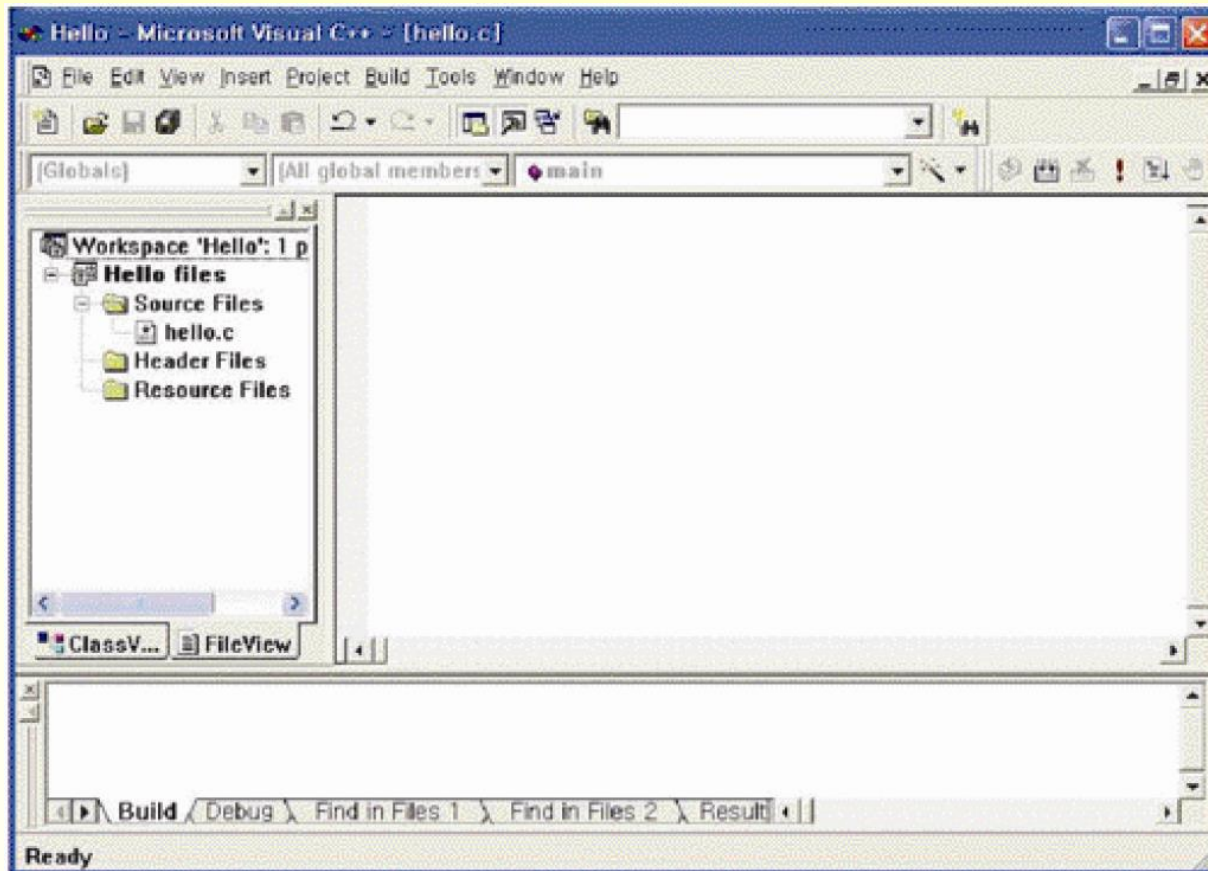 Hello - Microsoft Visual C++ - [hello.c]
File Edit View Insert Project Build Tools Window Help
(Globals) (All global members main
Workspace 'Hello': 1 p
Hello files
Source Files
hello.c
Header Files
Resource Files
ClassV... FileView
Build Debug Find in Files 1 Find in Files 2 Result
Ready